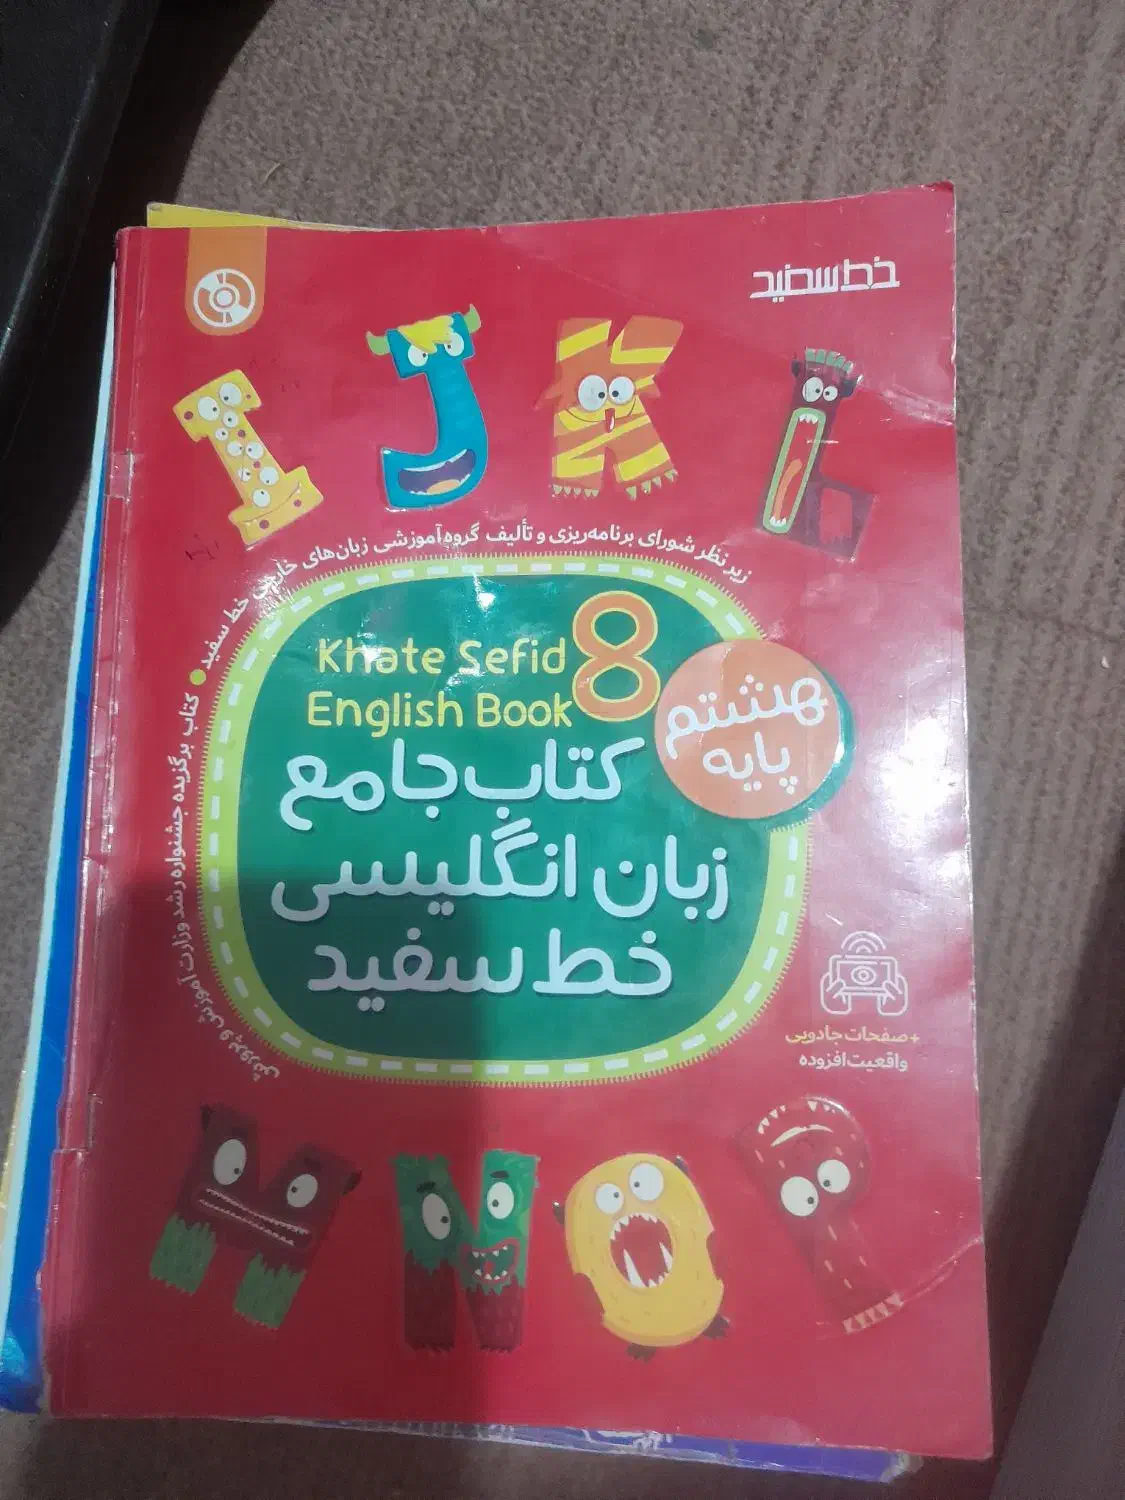 خط سفید
I J K L
زیر نظر شورای برنامه‌ریزی و تألیف گروه آموزشی زبان‌های خارجی خط سفید • کتاب برگزیده جشنواره رشد وزارت آموزش و پرورش
Khate Sefid
English Book 8
هشتم
پایه
کتاب جامع
زبان انگلیسی
خط سفید
+ صفحات جادویی
واقعیت افزوده
M N O P